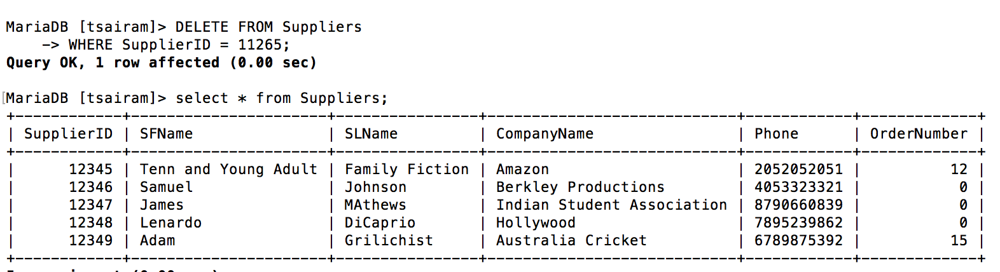 MariaDB [tsairam]> DELETE FROM Suppliers
    -> WHERE SupplierID = 11265;
Query OK, 1 row affected (0.00 sec)
MariaDB [tsairam]> select * from Suppliers;
+------------+----------------------+----------------+----------------------------+------------+-------------+
| SupplierID | SFName               | SLName         | CompanyName                | Phone      | OrderNumber |
+------------+----------------------+----------------+----------------------------+------------+-------------+
|      12345 | Tenn and Young Adult | Family Fiction | Amazon                     | 2052052051 |          12 |
|      12346 | Samuel               | Johnson        | Berkley Productions        | 4053323321 |           0 |
|      12347 | James                | MAthews        | Indian Student Association | 8790660839 |           0 |
|      12348 | Lenardo              | DiCaprio       | Hollywood                  | 7895239862 |           0 |
|      12349 | Adam                 | Grilichist     | Australia Cricket          | 6789875392 |          15 |
+------------+----------------------+----------------+----------------------------+------------+-------------+